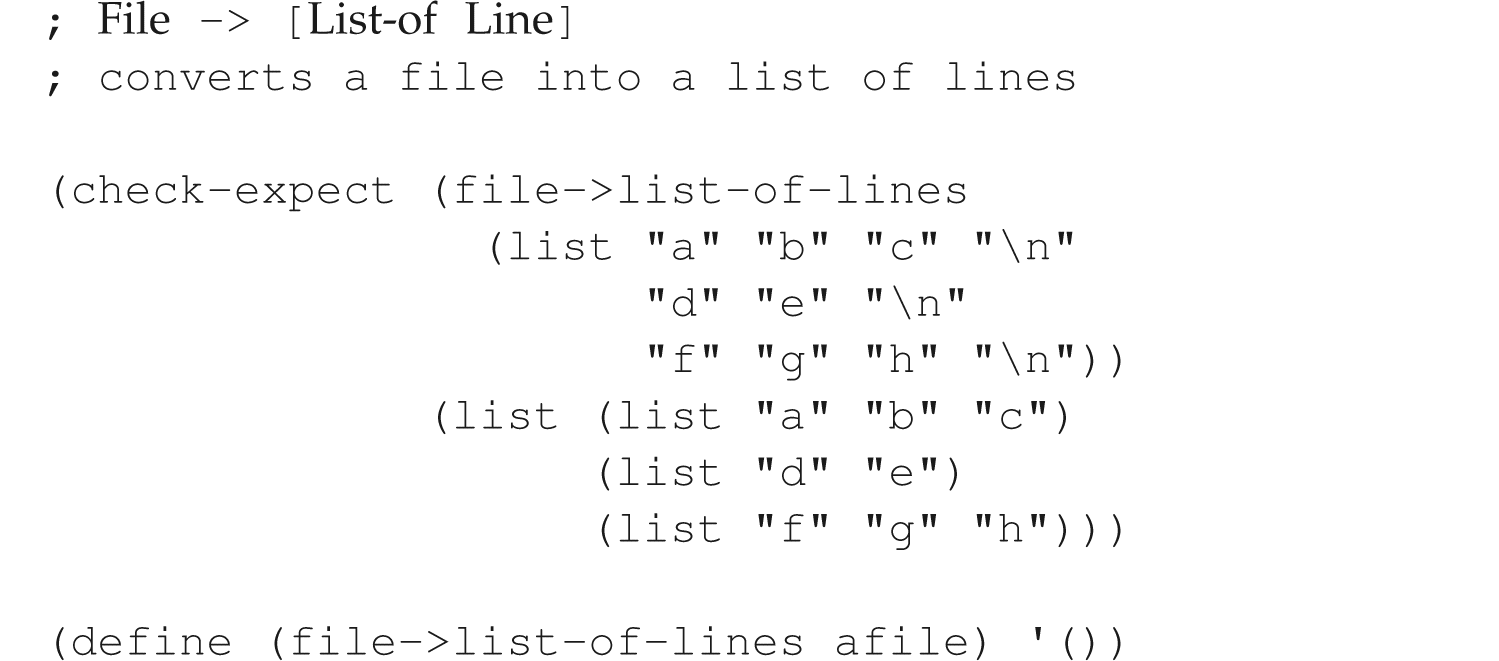 ; File -> [List-of Line]
; converts a file into a list of lines
(check-expect (file->list-of-lines
(list "a" "b" "c" "\n"
"d" "e" "\n"
"f" "g" "h" "\n"))
(list (list "a" "b" "c")
(list "d" "e")
(list "f" "g" "h")))
(define (file->list-of-lines afile) '())